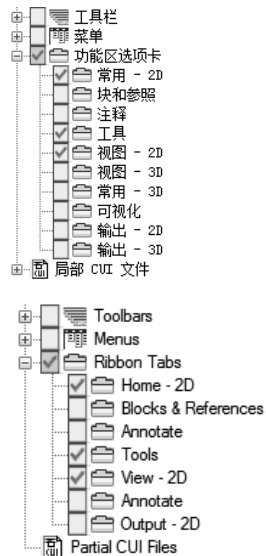 工具栏
菜单
功能区选项卡
常用 - 2D
块和参照
注释
工具
视图 - 2D
视图 - 3D
常用 - 3D
可视化
输出 - 2D
输出 - 3D
局部 CUI 文件
Toolbars
Menus
Ribbon Tabs
Home - 2D
Blocks & References
Annotate
Tools
View - 2D
Annotate
Output - 2D
Partial CUI Files